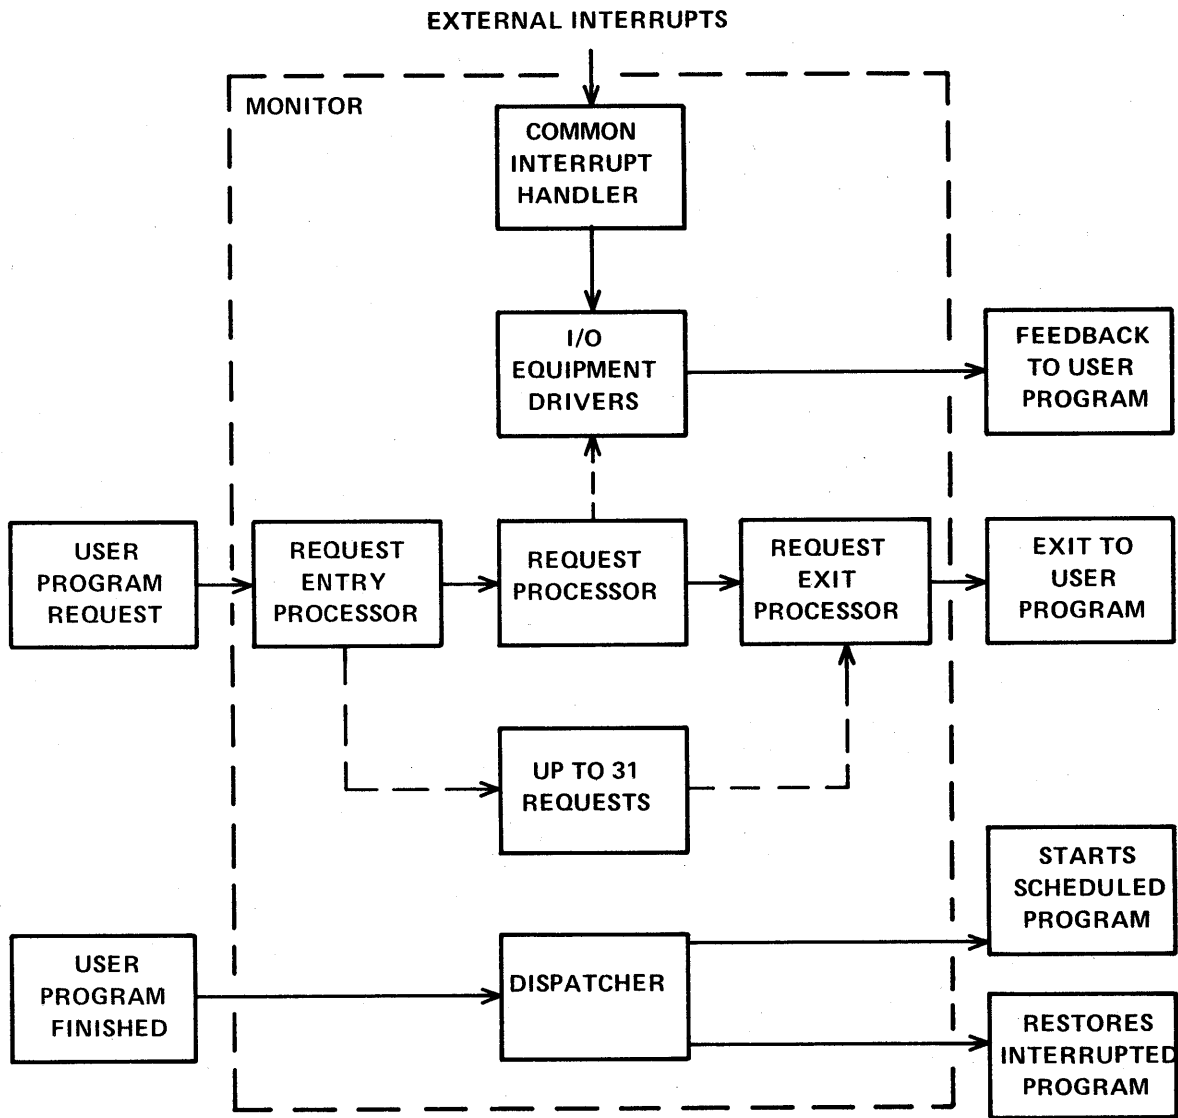 EXTERNAL INTERRUPTS
MONITOR
COMMON
INTERRUPT
HANDLER
I/O
EQUIPMENT
DRIVERS
FEEDBACK
TO USER
PROGRAM
USER
PROGRAM
REQUEST
REQUEST
ENTRY
PROCESSOR
REQUEST
PROCESSOR
REQUEST
EXIT
PROCESSOR
EXIT TO
USER
PROGRAM
UP TO 31
REQUESTS
STARTS
SCHEDULED
PROGRAM
USER
PROGRAM
FINISHED
DISPATCHER
RESTORES
INTERRUPTED
PROGRAM